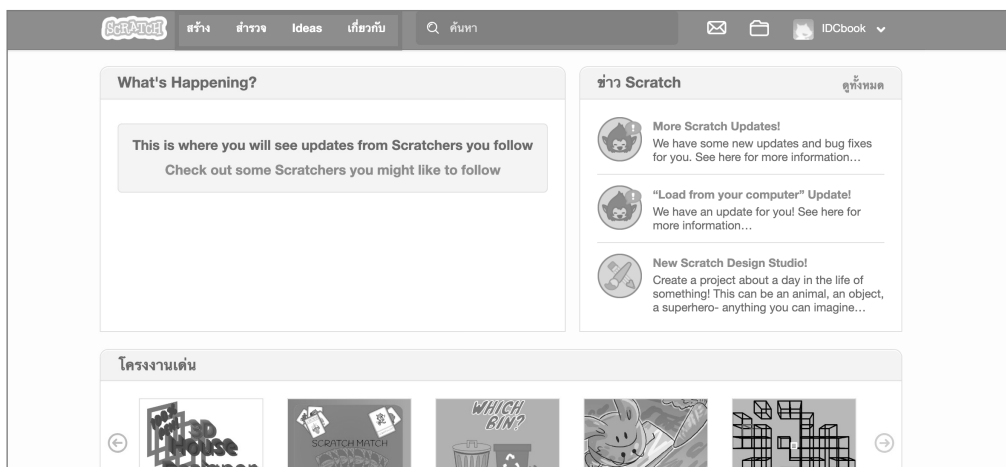 SCRATCH สร้าง สำรวจ Ideas เกี่ยวกับ ค้นหา IDCbook
What's Happening?
This is where you will see updates from Scratchers you follow
Check out some Scratchers you might like to follow
ข่าว Scratch ดูทั้งหมด
More Scratch Updates!
We have some new updates and bug fixes
for you. See here for more information…
“Load from your computer” Update!
We have an update for you! See here for
more information…
New Scratch Design Studio!
Create a project about a day in the life of
something! This can be an animal, an object,
a superhero- anything you can imagine…
โครงงานเด่น
3D
House
Designer
SCRATCH MATCH
WHICH
BIN?